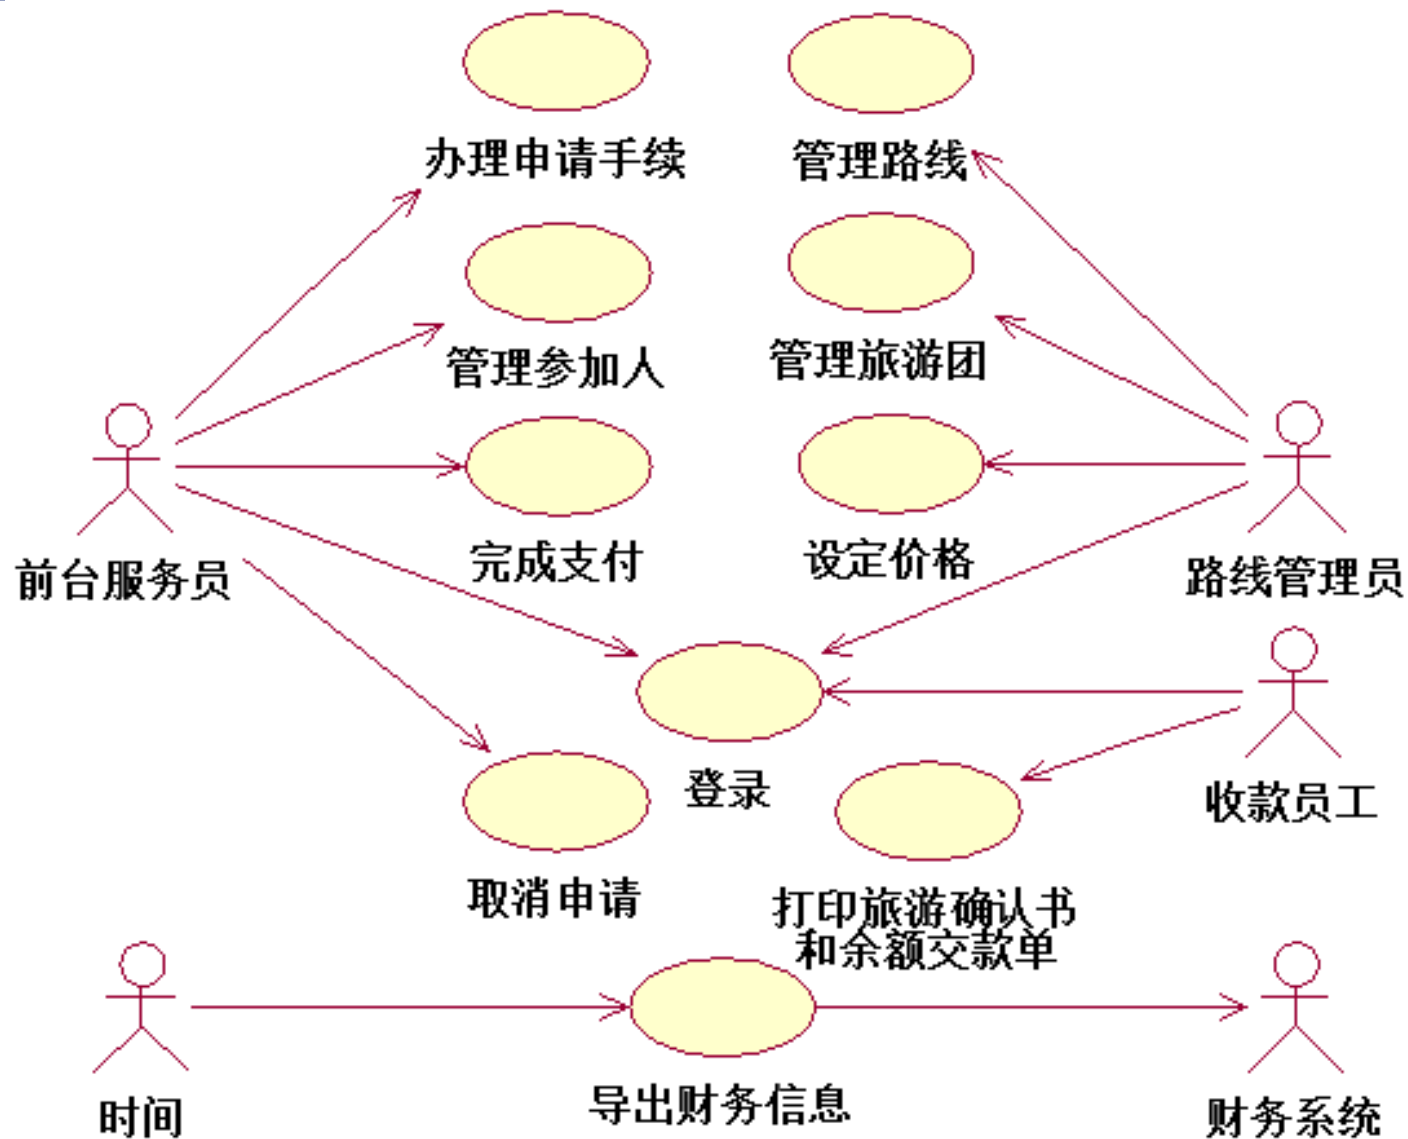 办理申请手续
管理路线
管理参加人
管理旅游团
前台服务员
完成支付
设定价格
路线管理员
登录
收款员工
取消申请
打印旅游确认书
和余额交款单
时间
导出财务信息
财务系统